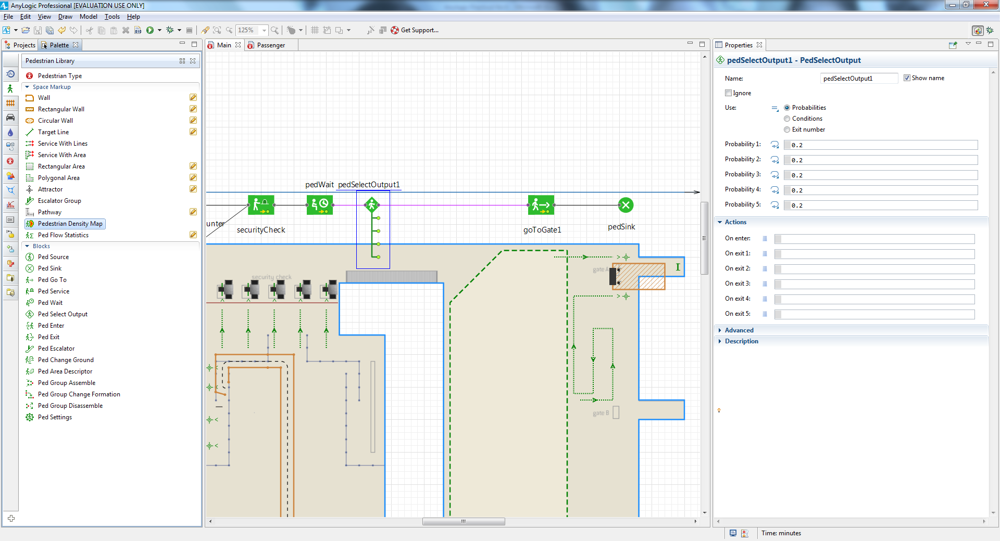 AnyLogic Professional [EVALUATION USE ONLY]
File Edit View Draw Model Tools Help
125%
Get Support...
Projects
Palette
Pedestrian Library
Pedestrian Type
Space Markup
Wall
Rectangular Wall
Circular Wall
Target Line
Service With Lines
Service With Area
Rectangular Area
Polygonal Area
Attractor
Escalator Group
Pathway
Pedestrian Density Map
Ped Flow Statistics
Blocks
Ped Source
Ped Sink
Ped Go To
Ped Service
Ped Wait
Ped Select Output
Ped Enter
Ped Exit
Ped Escalator
Ped Change Ground
Ped Area Descriptor
Ped Group Assemble
Ped Group Change Formation
Ped Group Disassemble
Ped Settings
OK
Main
Passenger
pedWait pedSelectOutput1
unter
securityCheck
goToGate1
pedSink
security check
gate A
gate B
Properties
pedSelectOutput1 - PedSelectOutput
Name: pedSelectOutput1 Show name
Ignore
Use: Probabilities
Conditions
Exit number
Probability 1: 0.2
Probability 2: 0.2
Probability 3: 0.2
Probability 4: 0.2
Probability 5: 0.2
Actions
On enter:
On exit 1:
On exit 2:
On exit 3:
On exit 4:
On exit 5:
Advanced
Description
Time: minutes